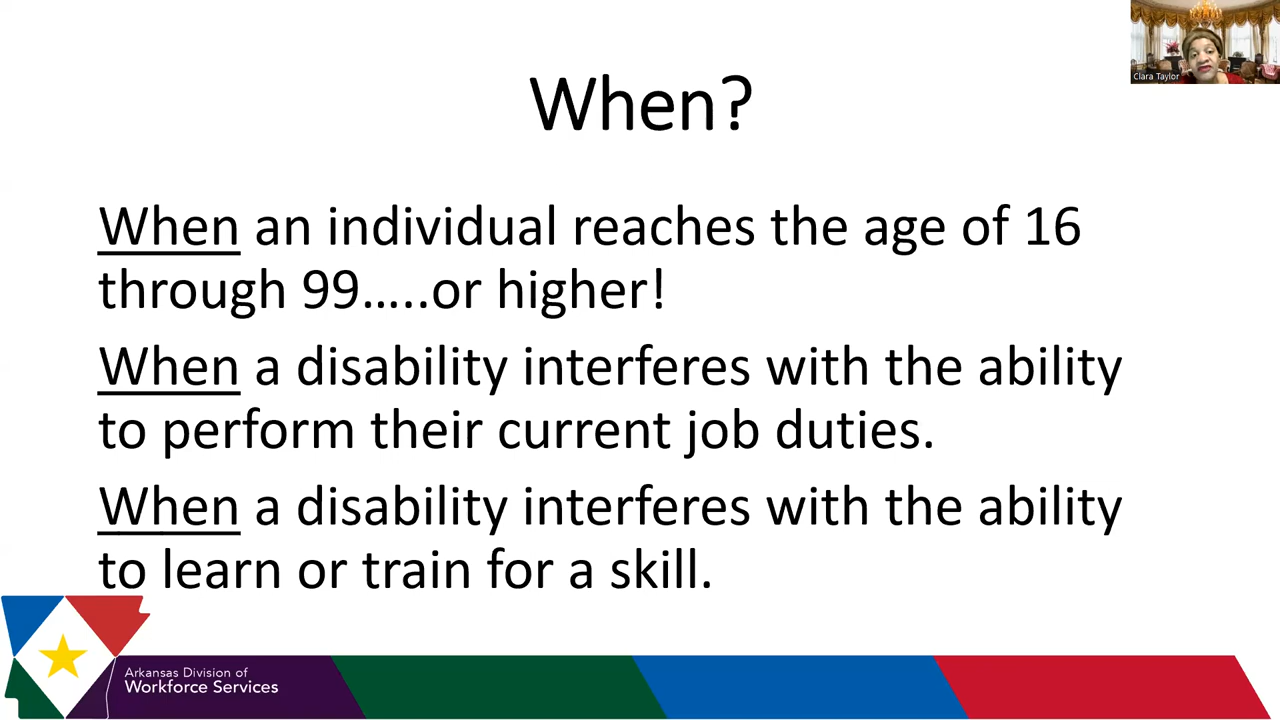 Clara Taylor
When?
When an individual reaches the age of 16
through 99…..or higher!
When a disability interferes with the ability
to perform their current job duties.
When a disability interferes with the ability
to learn or train for a skill.
Arkansas Division of
Workforce Services